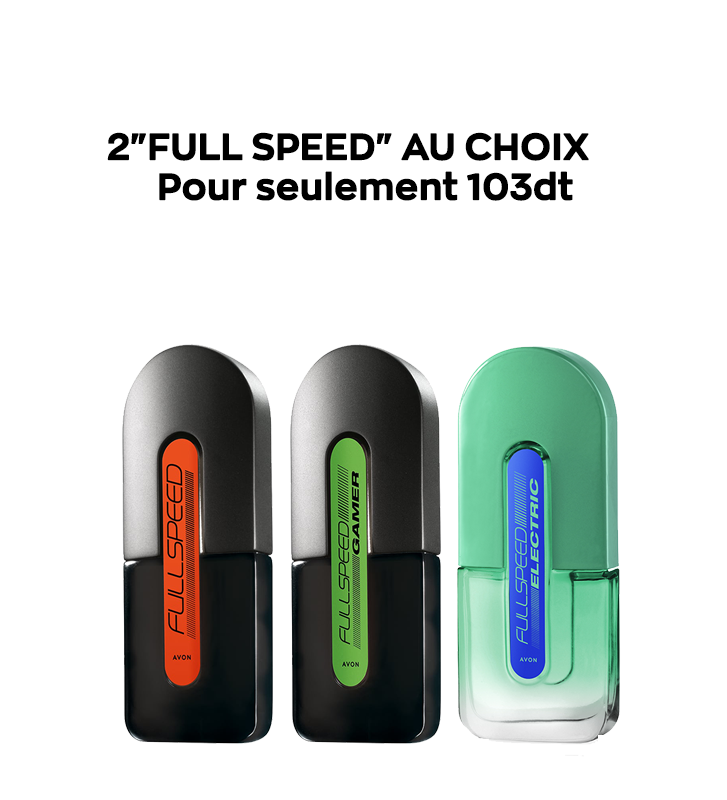 2"FULL SPEED" AU CHOIX
Pour seulement 103dt
FULLSPEED
AVON
FULLSPEED
GAMER
AVON
FULLSPEED
ELECTRIC
AVON